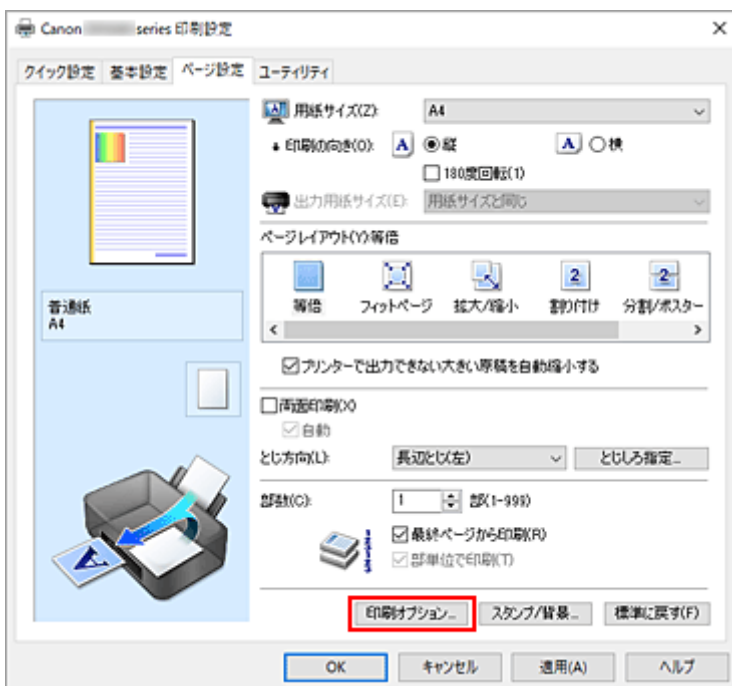 Canon series 印刷設定
クイック設定 基本設定 ページ設定 ユーティリティ
用紙サイズ(Z): A4
印刷の向き(O): A 縦 A 横
180度回転(1)
出力用紙サイズ(E): 用紙サイズと同じ
ページレイアウト(Y):等倍
等倍 フィットページ 拡大/縮小 2 割り付け 2 分割/ポスター
普通紙
A4
プリンターで出力できない大きい原稿を自動縮小する
両面印刷(X)
自動
とじ方向(L): 長辺とじ(左) とじしろ指定...
部数(C): 1 部(1-999)
最終ページから印刷(R)
部単位で印刷(T)
印刷オプション... スタンプ/背景... 標準に戻す(F)
OK キャンセル 適用(A) ヘルプ